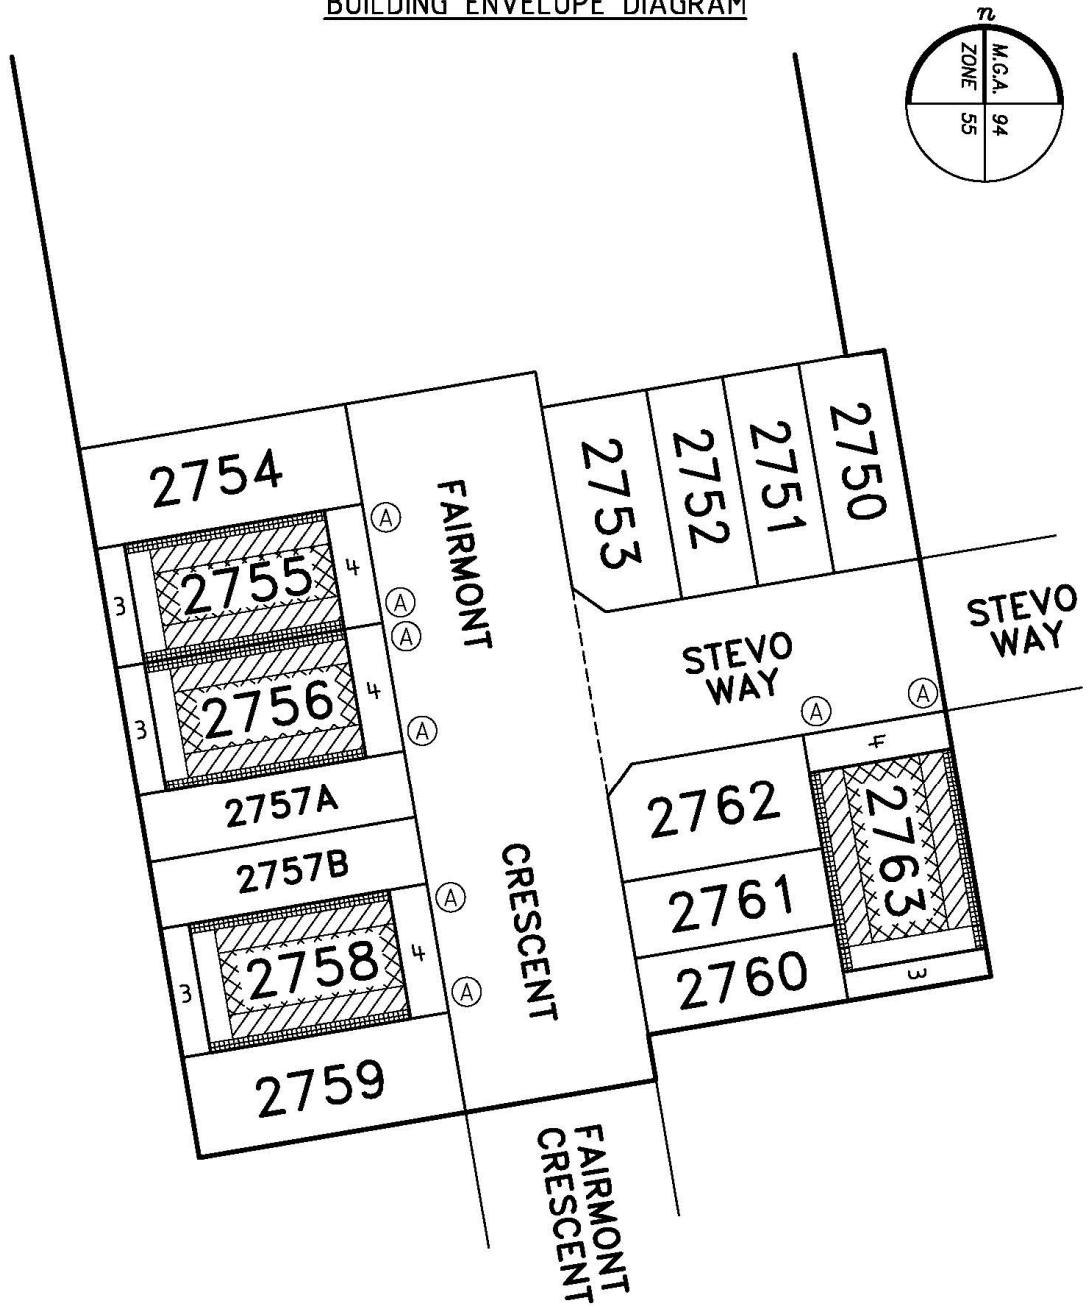 BUILDING ENVELOPE DIAGRAM
n
M.G.A. 94
ZONE 55
2754
2755
3
4
A
A
2756
3
4
A
A
2757A
2757B
2758
3
4
A
A
2759
FAIRMONT
CRESCENT
FAIRMONT
CRESCENT
2753
2752
2751
2750
STEVO
WAY
STEVO
WAY
A
A
2762
2761
2760
4
2763
3